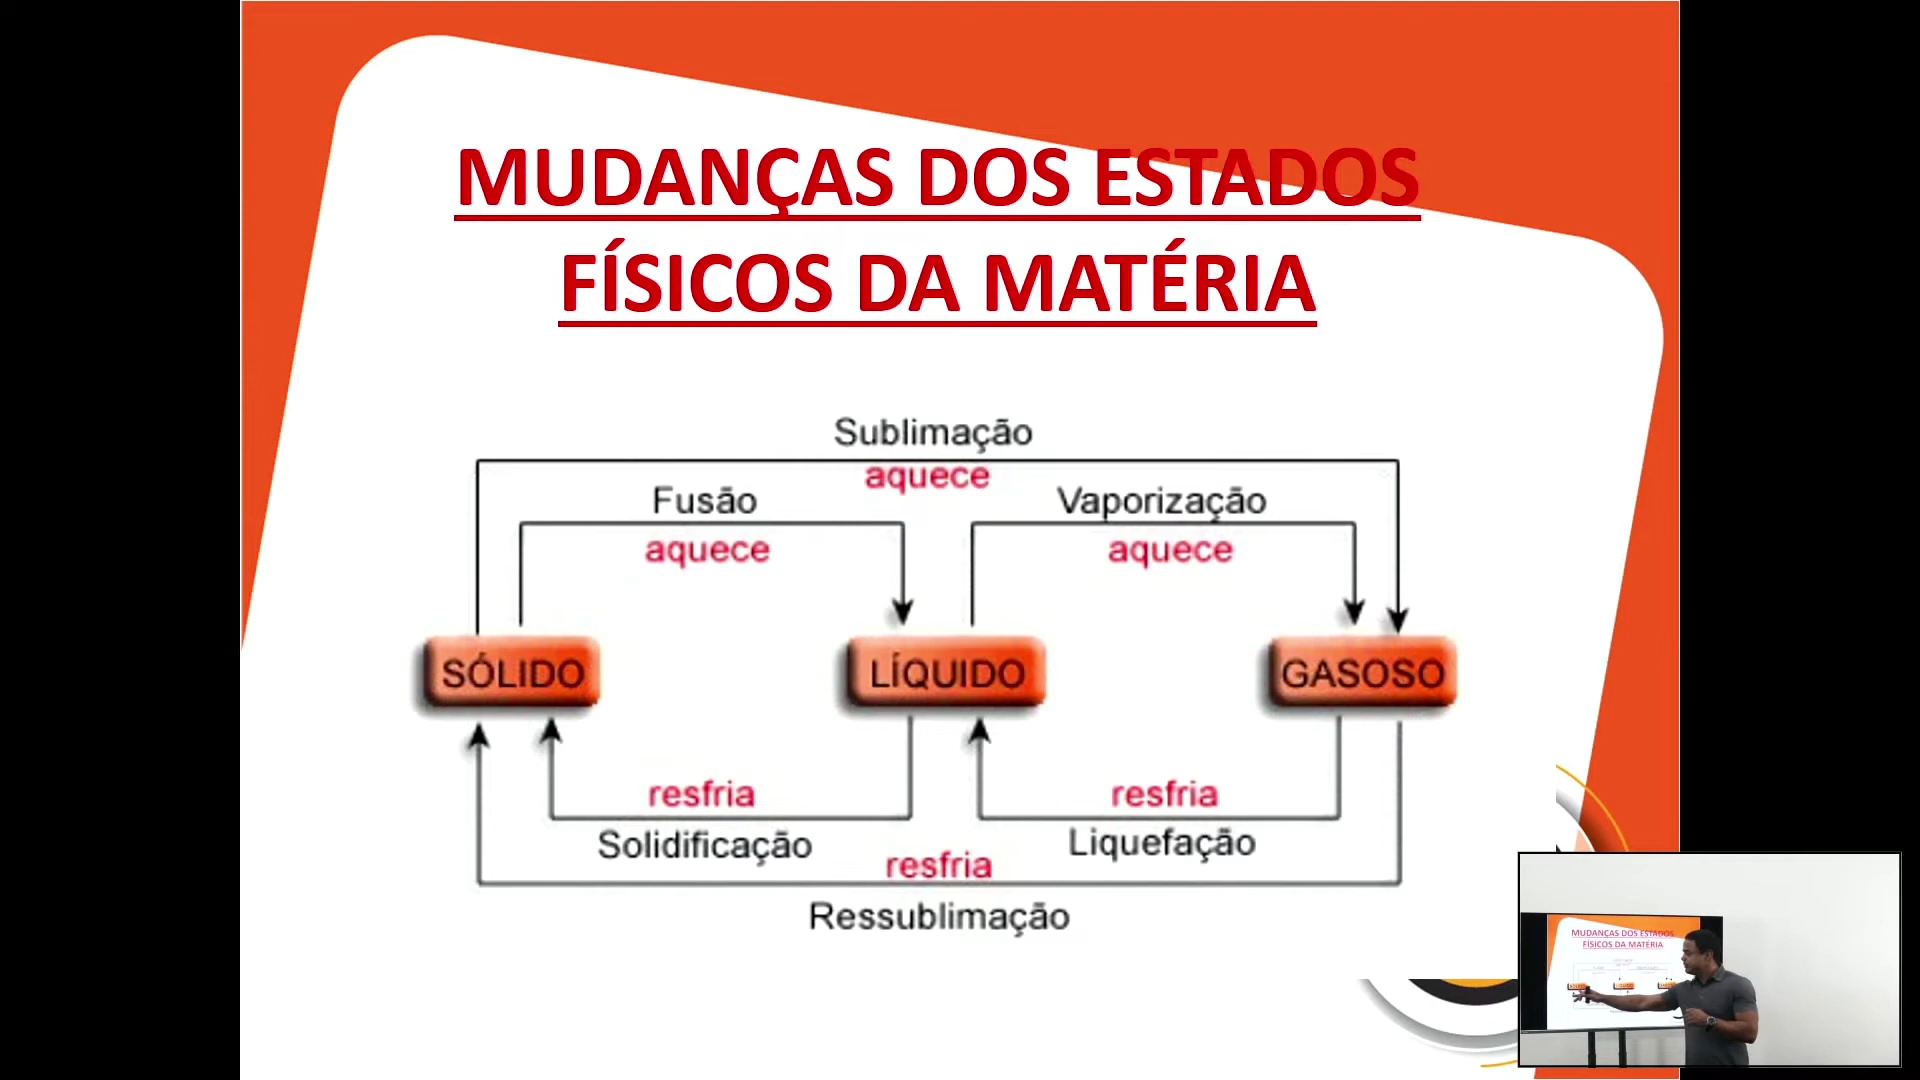 MUDANÇAS DOS ESTADOS
FÍSICOS DA MATÉRIA
Sublimação
aquece
Fusão
Vaporização
aquece
aquece
SÓLIDO
LÍQUIDO
GASOSO
resfria
resfria
Solidificação
Liquefação
resfria
Ressublimação
MUDANÇAS DOS ESTADOS
FÍSICOS DA MATÉRIA